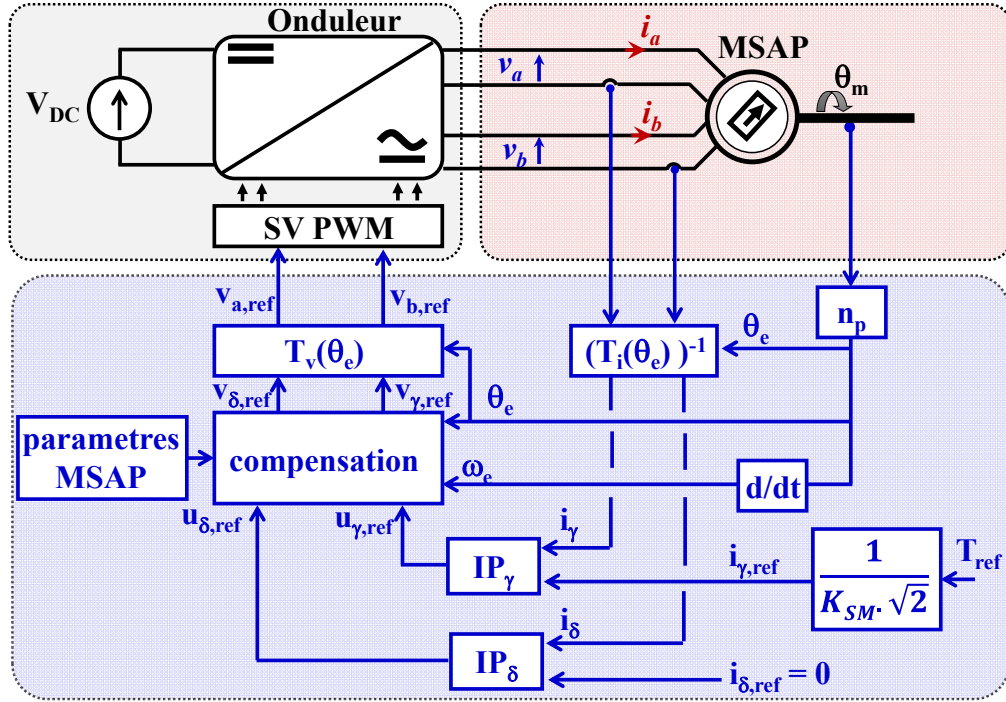 Onduleur
MSAP
i_a
v_a
V_DC
θ_m
i_b
v_b
SV PWM
v_a,ref
v_b,ref
n_p
T_v(θ_e)
(T_i(θ_e) )^-1
θ_e
v_δ,ref
v_γ,ref
θ_e
parametres
MSAP
compensation
ω_e
d/dt
u_δ,ref
u_γ,ref
i_γ
IP_γ
i_γ,ref
1
K_SM. √2
T_ref
i_δ
IP_δ
i_δ,ref = 0